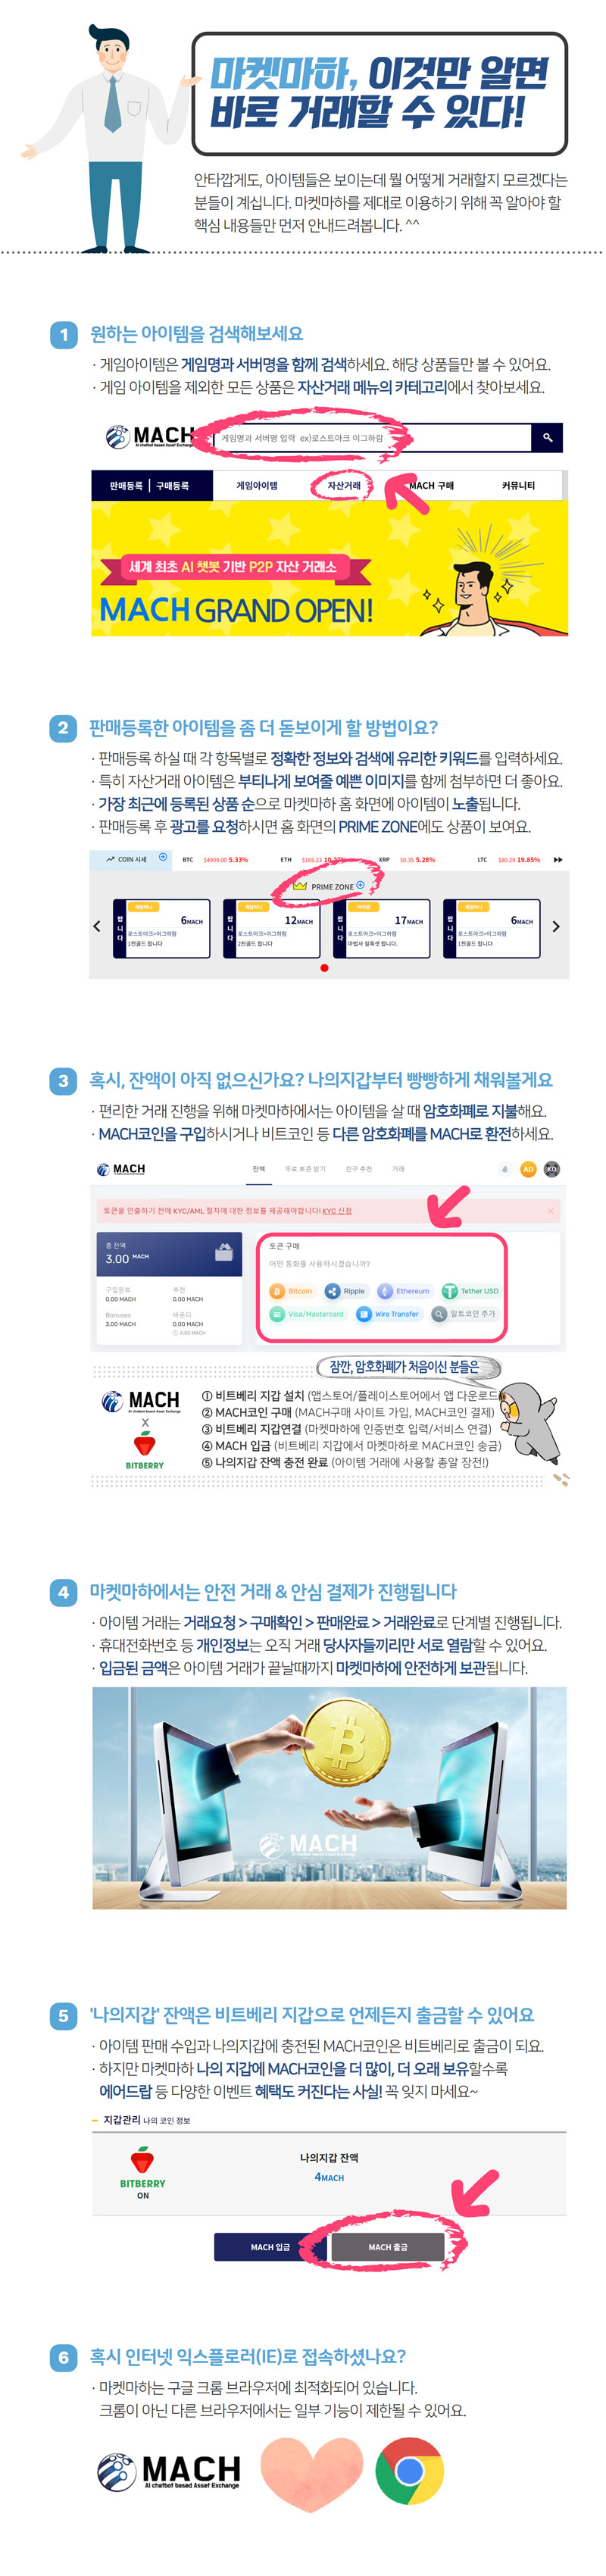 마켓마하, 이것만 알면
바로 거래할 수 있다!
안타깝게도, 아이템들은 보이는데 뭘 어떻게 거래할지 모르겠다는
분들이 계십니다. 마켓마하를 제대로 이용하기 위해 꼭 알아야 할
핵심 내용들만 먼저 안내드려봅니다. ^^
1 원하는 아이템을 검색해보세요
· 게임아이템은 게임명과 서버명을 함께 검색하세요. 해당 상품들만 볼 수 있어요.
· 게임 아이템을 제외한 모든 상품은 자산거래 메뉴의 카테고리에서 찾아보세요.
MACH
AI chatbot based Asset Exchange
게임명과 서버명 입력 ex)로스트아크 이그하람
판매등록 | 구매등록 게임아이템 자산거래 MACH 구매 커뮤니티
세계 최초 AI 챗봇 기반 P2P 자산 거래소
MACH GRAND OPEN!
2 판매등록한 아이템을 좀 더 돋보이게 할 방법이요?
· 판매등록 하실 때 각 항목별로 정확한 정보와 검색에 유리한 키워드를 입력하세요.
· 특히 자산거래 아이템은 부티나게 보여줄 예쁜 이미지를 함께 첨부하면 더 좋아요.
· 가장 최근에 등록된 상품 순으로 마켓마하 홈 화면에 아이템이 노출됩니다.
· 판매등록 후 광고를 요청하시면 홈 화면의 PRIME ZONE에도 상품이 보여요.
COIN 시세 BTC $4909.00 5.33% ETH $165.23 10.37% XRP $0.35 5.28% LTC $80.29 19.85%
PRIME ZONE
팝니다 게임머니 6MACH 로스트아크>이그하람 1천골드 팝니다
팝니다 게임머니 12MACH 로스트아크>이그하람 2천골드 팝니다
팝니다 아이템 17MACH 로스트아크>이그하람 마법사 칠흑셋 팝니다.
팝니다 게임머니 6MACH 로스트아크>이그하람 1천골드 팝니다
3 혹시, 잔액이 아직 없으신가요? 나의지갑부터 빵빵하게 채워볼게요
· 편리한 거래 진행을 위해 마켓마하에서는 아이템을 살 때 암호화폐로 지불해요.
· MACH코인을 구입하시거나 비트코인 등 다른 암호화폐를 MACH로 환전하세요.
MACH 잔액 무료 토큰 받기 친구 추천 거래 AD KO
토큰을 인출하기 전에 KYC/AML 절차에 대한 정보를 제공해야합니다! KYC 신청
총 잔액
3.00 MACH
구입완료 추천
0.00 MACH 0.00 MACH
Bonuses 바운티
3.00 MACH 0.00 MACH
0.00 MACH
토큰 구매
어떤 통화를 사용하시겠습니까?
Bitcoin Ripple Ethereum Tether USD
Visa/Mastercard Wire Transfer 알트코인 추가
잠깐, 암호화폐가 처음이신 분들은
MACH
AI chatbot based Asset Exchange
X
BITBERRY
① 비트베리 지갑 설치 (앱스토어/플레이스토어에서 앱 다운로드)
② MACH코인 구매 (MACH구매 사이트 가입, MACH코인 결제)
③ 비트베리 지갑연결 (마켓마하에 인증번호 입력/서비스 연결)
④ MACH 입금 (비트베리 지갑에서 마켓마하로 MACH코인 송금)
⑤ 나의지갑 잔액 충전 완료 (아이템 거래에 사용할 총알 장전!)
4 마켓마하에서는 안전 거래 & 안심 결제가 진행됩니다
· 아이템 거래는 거래요청 > 구매확인 > 판매완료 > 거래완료로 단계별 진행됩니다.
· 휴대전화번호 등 개인정보는 오직 거래 당사자들끼리만 서로 열람할 수 있어요.
· 입금된 금액은 아이템 거래가 끝날때까지 마켓마하에 안전하게 보관됩니다.
MACH
AI chatbot based Asset Exchange
5 '나의지갑' 잔액은 비트베리 지갑으로 언제든지 출금할 수 있어요
· 아이템 판매 수입과 나의지갑에 충전된 MACH코인은 비트베리로 출금이 되요.
· 하지만 마켓마하 나의 지갑에 MACH코인을 더 많이, 더 오래 보유할수록
에어드랍 등 다양한 이벤트 혜택도 커진다는 사실! 꼭 잊지 마세요~
지갑관리 나의 코인 정보
BITBERRY
ON
나의지갑 잔액
4MACH
MACH 입금 MACH 출금
6 혹시 인터넷 익스플로러(IE)로 접속하셨나요?
· 마켓마하는 구글 크롬 브라우저에 최적화되어 있습니다.
크롬이 아닌 다른 브라우저에서는 일부 기능이 제한될 수 있어요.
MACH
AI chatbot based Asset Exchange